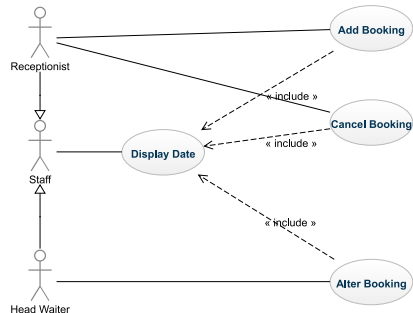 Add Booking
Receptionist
« include »
Cancel Booking
« include »
Display Date
Staff
« include »
Alter Booking
Head Waiter